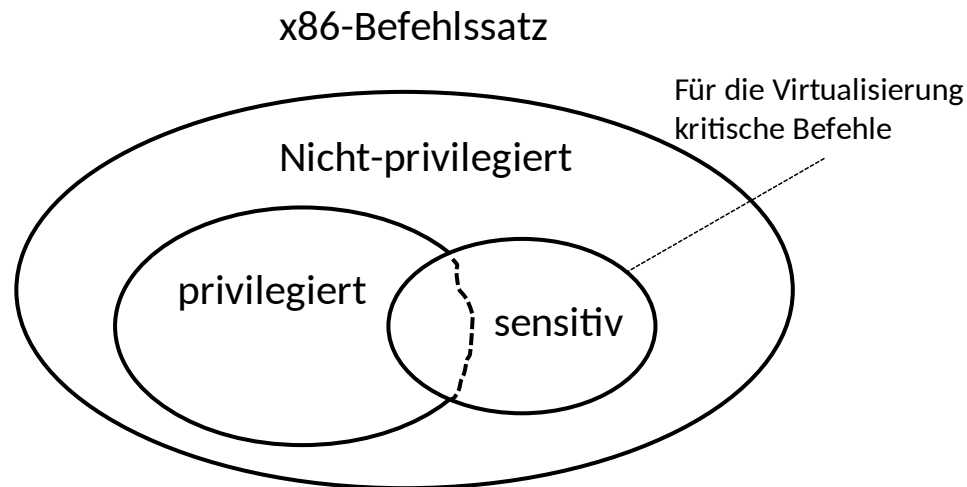 x86-Befehlssatz
Für die Virtualisierung
kritische Befehle
Nicht-privilegiert
privilegiert
sensitiv